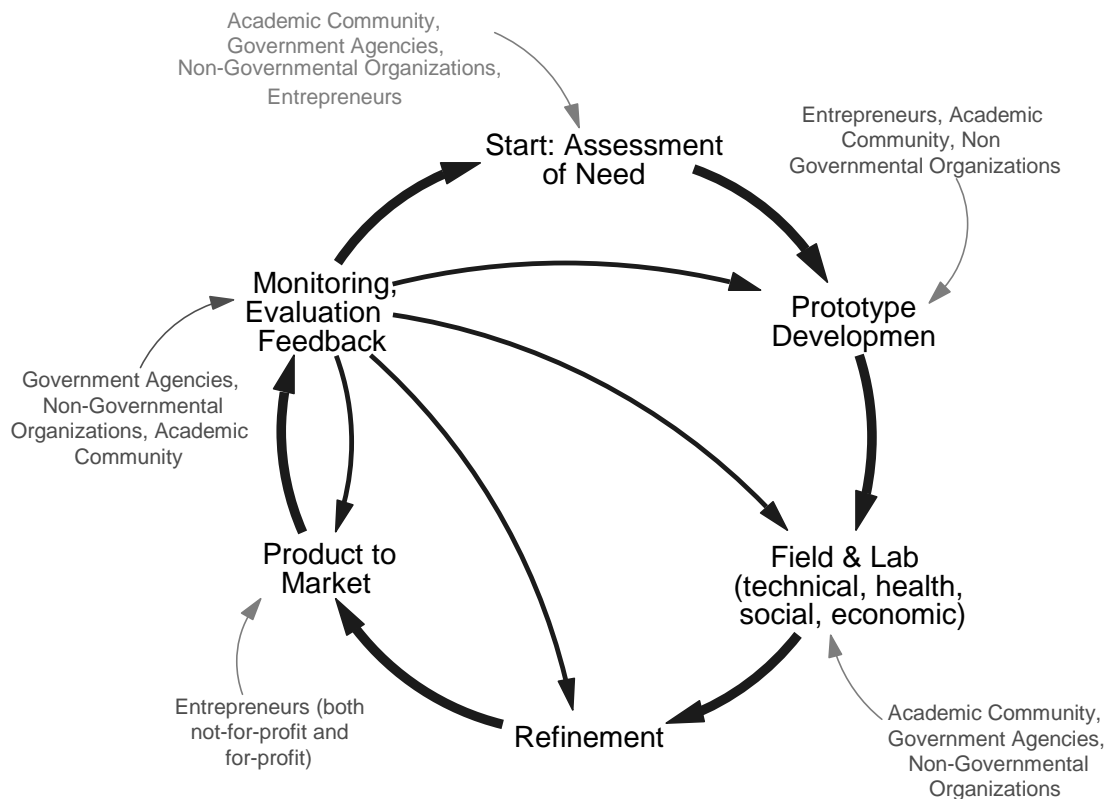 Academic Community,
Government Agencies,
Non-Governmental Organizations,
Entrepreneurs
Entrepreneurs, Academic
Community, Non
Governmental Organizations
Start: Assessment
of Need
Monitoring,
Evaluation
Feedback
Prototype
Developmen
Government Agencies,
Non-Governmental
Organizations, Academic
Community
Product to
Market
Field & Lab
(technical, health,
social, economic)
Entrepreneurs (both
not-for-profit and
for-profit)
Refinement
Academic Community,
Government Agencies,
Non-Governmental
Organizations